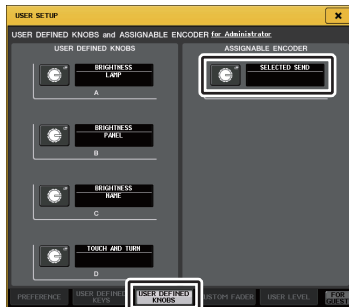 USER SETUP
USER DEFINED KNOBS and ASSIGNABLE ENCODER for Administrator
USER DEFINED KNOBS
BRIGHTNESS
LAMP
A
BRIGHTNESS
PANEL
B
BRIGHTNESS
NAME
C
TOUCH AND TURN
D
ASSIGNABLE ENCODER
SELECTED SEND
PREFERENCE
USER DEFINED
KEYS
USER DEFINED
KNOBS
USTOM FADER
USER LEVEL
FOR
GUEST